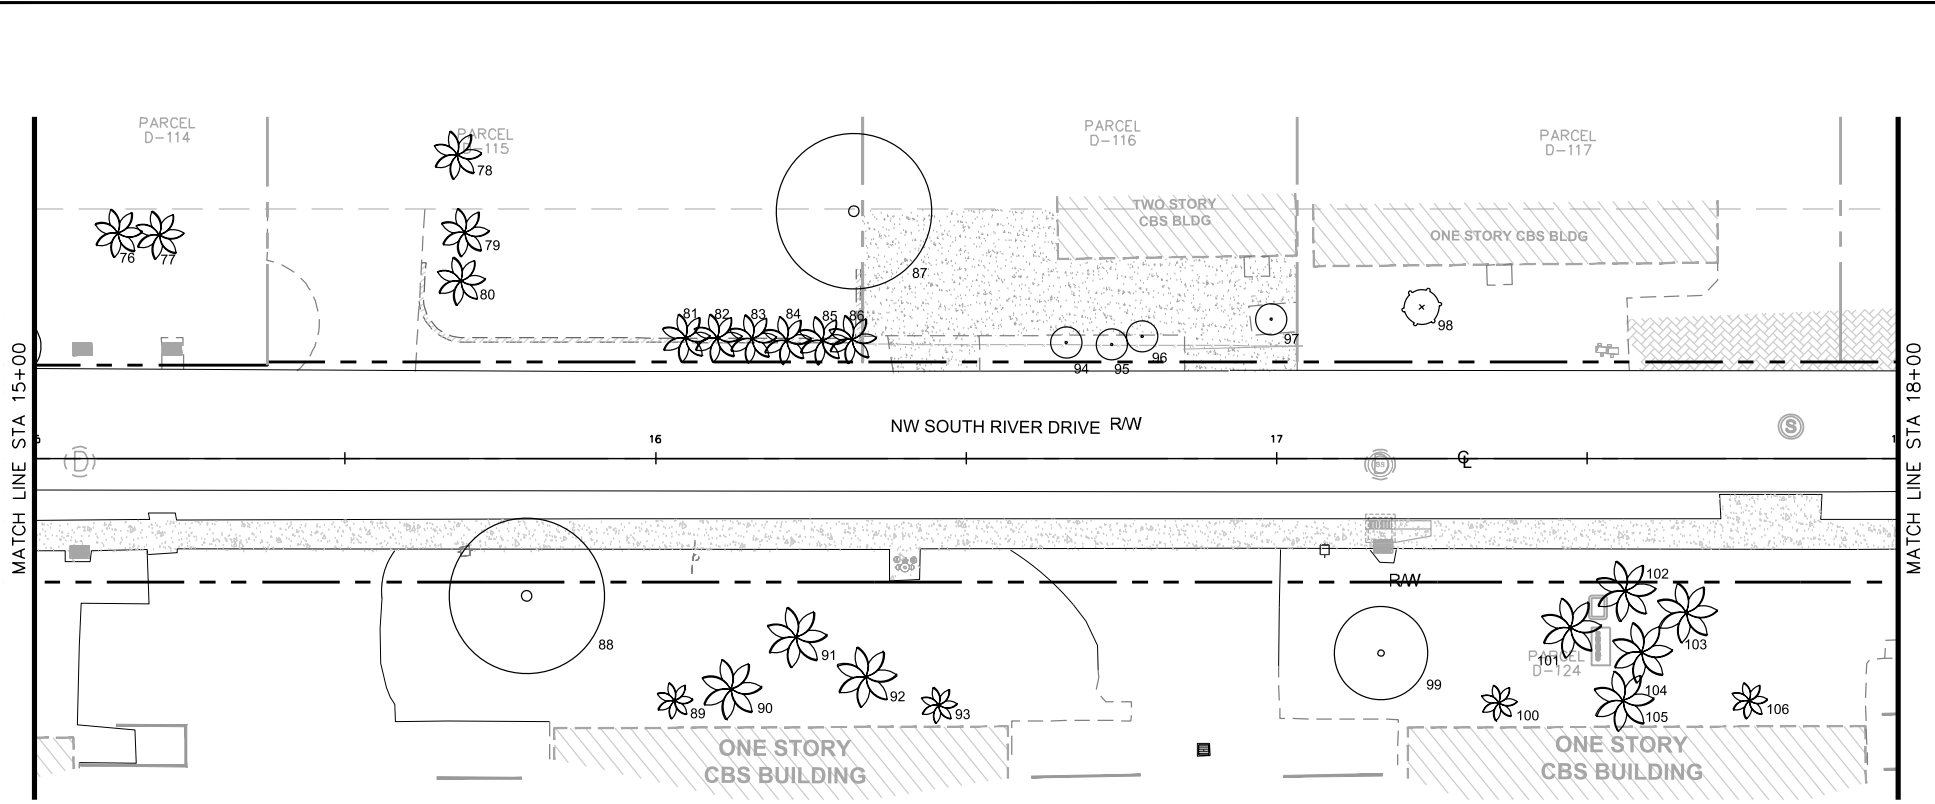 PARCEL
D-114
PARCEL
D-115
PARCEL
D-116
PARCEL
D-117
78
TWO STORY
CBS BLDG
ONE STORY CBS BLDG
76
77
79
80
87
81
82
83
84
85
86
94
95
96
97
98
MATCH LINE STA 15+00
MATCH LINE STA 18+00
NW SOUTH RIVER DRIVE R/W
16
17
D
SS
S
CL
R/W
88
89
90
91
92
93
99
100
101
102
103
104
105
106
PARCEL
D-124
ONE STORY
CBS BUILDING
ONE STORY
CBS BUILDING